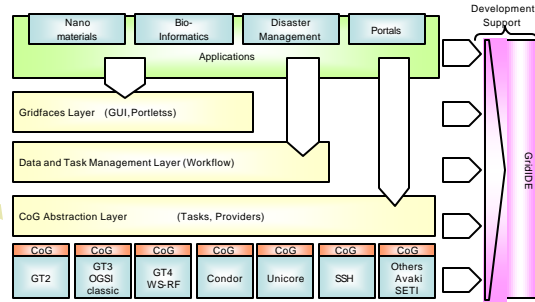 Development
Support
Nano
materials
Bio-
Informatics
Disaster
Management
Portals
Applications
Gridfaces Layer (GUI,Portletss)
Data and Task Management Layer (Workflow)
CoG Abstraction Layer (Tasks, Providers)
CoG
GT2
CoG
GT3
OGSI
classic
CoG
GT4
WS-RF
CoG
Condor
CoG
Unicore
CoG
SSH
CoG
Others
Avaki
SETI
GridIDE